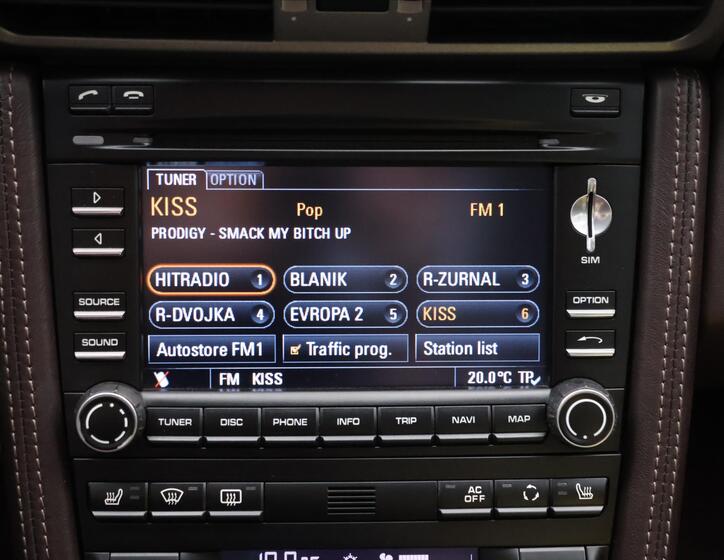 TUNER OPTION
KISS Pop FM 1
PRODIGY - SMACK MY BITCH UP
HITRADIO 1 BLANIK 2 R-ZURNAL 3
R-DVOJKA 4 EVROPA 2 5 KISS 6
Autostore FM1 Traffic prog. Station list
FM KISS 20.0°C TP
SIM
SOURCE
SOUND
OPTION
TUNER DISC PHONE INFO TRIP NAVI MAP
AC
OFF